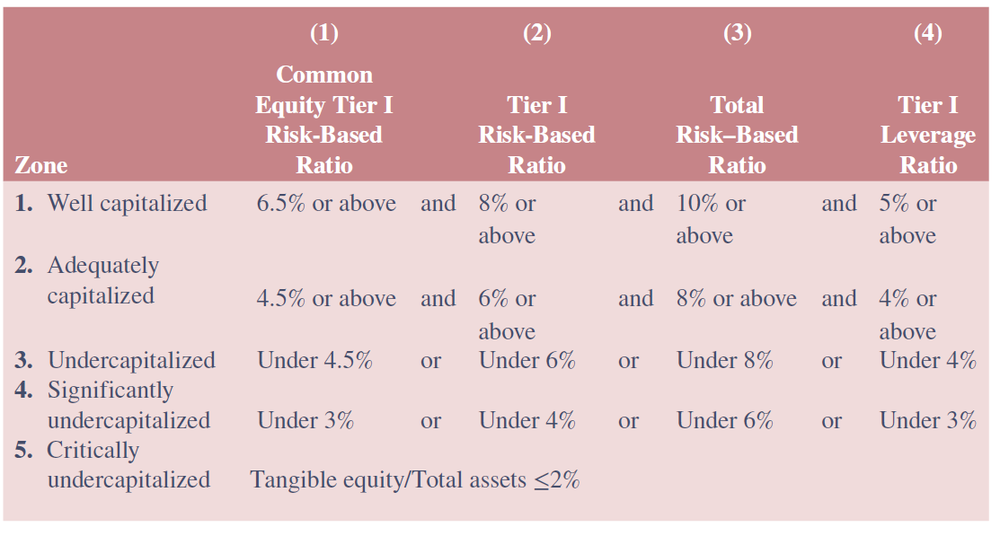 (1) (2) (3) (4)
Common
Equity Tier I Tier I Total Tier I
Risk-Based Risk-Based Risk–Based Leverage
Zone Ratio Ratio Ratio Ratio
1. Well capitalized 6.5% or above and 8% or and 10% or and 5% or
above above above
2. Adequately
capitalized 4.5% or above and 6% or and 8% or above and 4% or
above above
3. Undercapitalized Under 4.5% or Under 6% or Under 8% or Under 4%
4. Significantly
undercapitalized Under 3% or Under 4% or Under 6% or Under 3%
5. Critically
undercapitalized Tangible equity/Total assets ≤2%